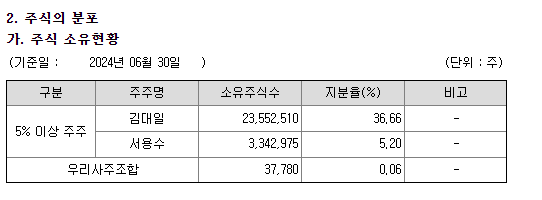 2. 주식의 분포
가. 주식 소유현황
(기준일 : 2024년 06월 30일 ) (단위 : 주)
구분 주주명 소유주식수 지분율(%) 비고
5% 이상 주주 김대일 23,552,510 36.66 -
서용수 3,342,975 5.20 -
우리사주조합 37,780 0.06 -